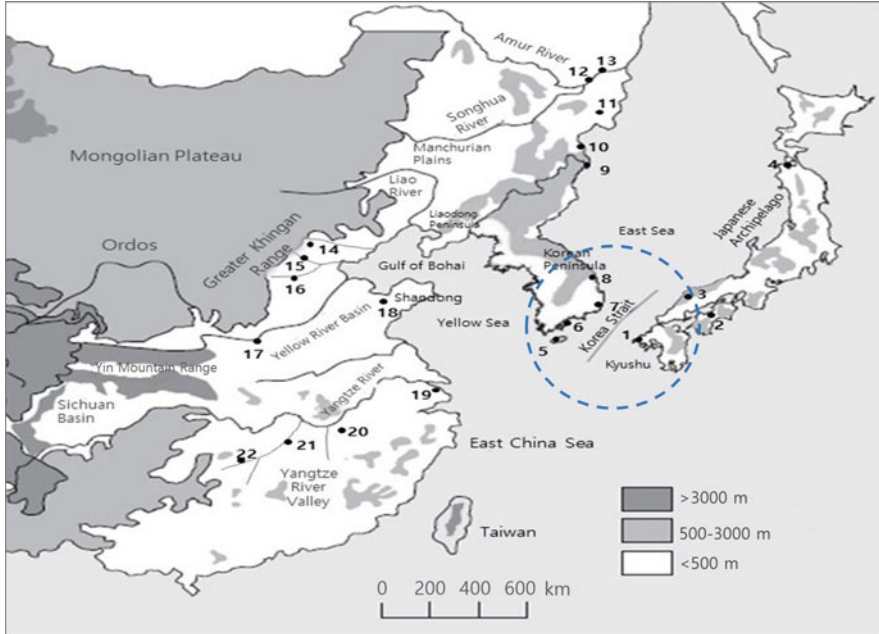 Amur River
13
12
Songhua
River
11
Mongolian Plateau
Manchurian
Plains
10
9
4
Liao
River
Japanese
Archipelago
Liaodong
Peninsula
East Sea
Ordos
Greater Khingan
Range
14
15
16
Gulf of Bohai
Korean
Peninsula
8
Shandong
18
3
7
Korea Strait
2
Yellow River Basin
Yellow Sea
6
5
1
17
Kyushu
Yin Mountain Range
Yangtze River
19
Sichuan
Basin
20
21
22
East China Sea
Yangtze
River
Valley
>3000 m
Taiwan
500-3000 m
<500 m
0 200 400 600 km